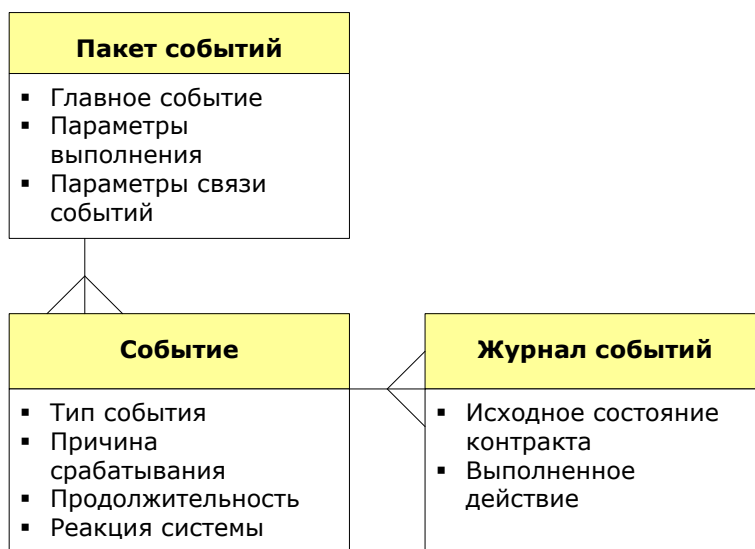 Пакет событий
▪ Главное событие
▪ Параметры
выполнения
▪ Параметры связи
событий
Событие
▪ Тип события
▪ Причина
срабатывания
▪ Продолжительность
▪ Реакция системы
Журнал событий
▪ Исходное состояние
контракта
▪ Выполненное
действие